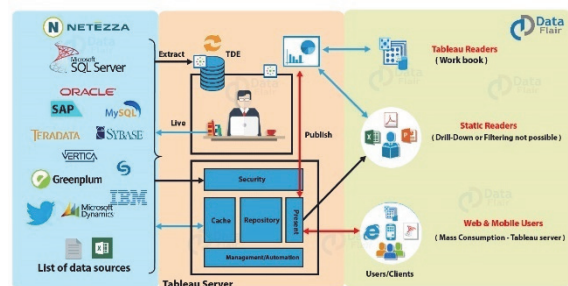 NETEZZA
Microsoft
SQL Server
ORACLE
SAP
MySQL
TERADATA
SYBASE
VERTICA
Greenplum
IBM
Microsoft
Dynamics
List of data sources
Extract
TDE
Live
Publish
Security
Cache
Repository
Present
Management/Automation
Tableau Server
Data
Flair
Tableau Readers
( Work book )
Static Readers
( Drill-Down or Filtering not possible )
Web & Mobile Users
( Mass Consumption - Tableau server )
Users/Clients